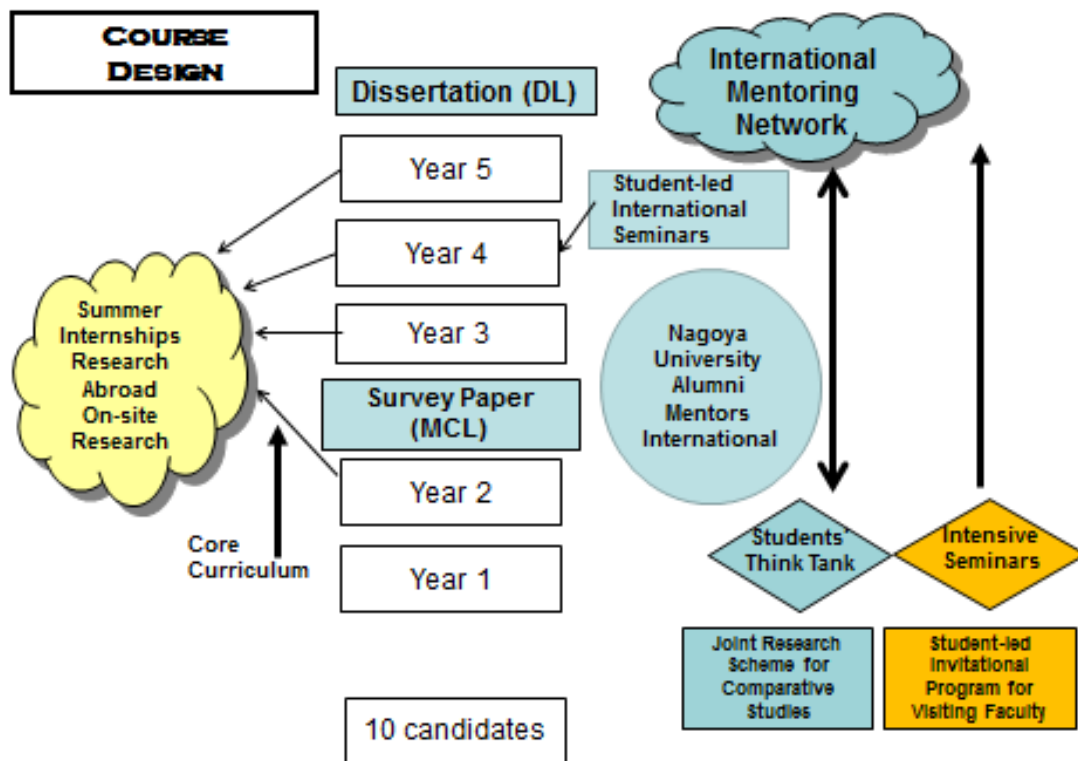 COURSE
DESIGN
Dissertation (DL)
Year 5
Year 4
Year 3
Survey Paper
(MCL)
Year 2
Year 1
10 candidates
Summer
Internships
Research
Abroad
On-site
Research
Core
Curriculum
International
Mentoring
Network
Student-led
International
Seminars
Nagoya
University
Alumni
Mentors
International
Students'
Think Tank
Intensive
Seminars
Joint Research
Scheme for
Comparative
Studies
Student-led
Invitational
Program for
Visiting Faculty